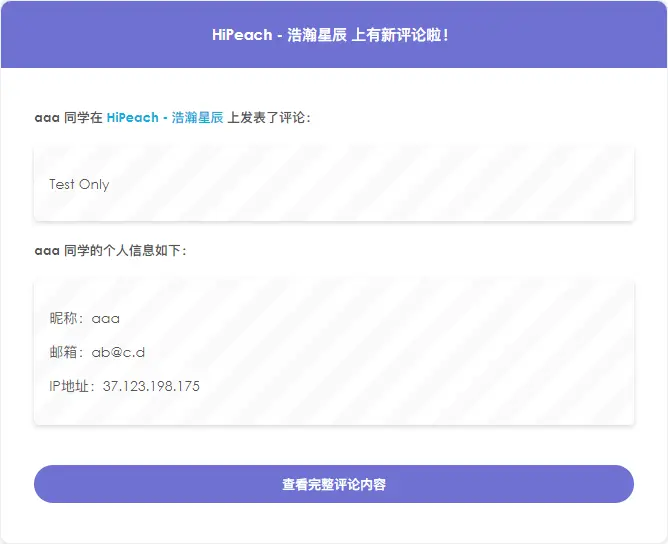 HiPeach - 浩瀚星辰 上有新评论啦！
aaa 同学在 HiPeach - 浩瀚星辰 上发表了评论：
Test Only
aaa 同学的个人信息如下：
昵称：aaa
邮箱：ab@c.d
IP地址：37.123.198.175
查看完整评论内容